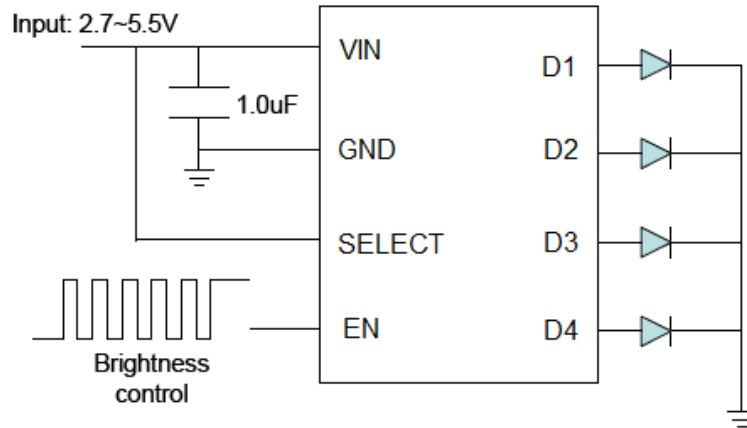 Input: 2.7~5.5V
VIN
D1
1.0uF
GND
D2
SELECT
D3
EN
D4
Brightness
control